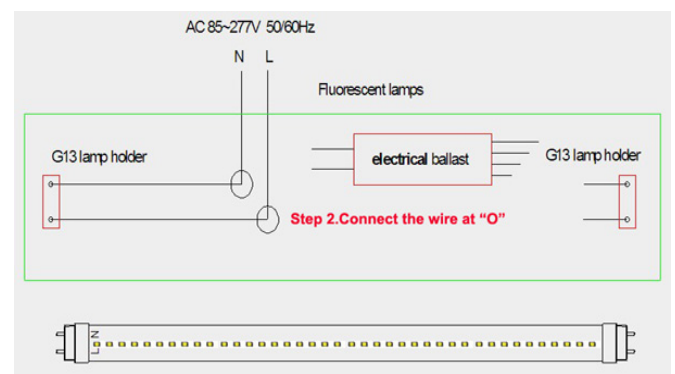 AC 85~277V 50/60Hz
N L
Fluorescent lamps
G13 lamp holder
electrical ballast
G13 lamp holder
Step 2.Connect the wire at “O”
L N